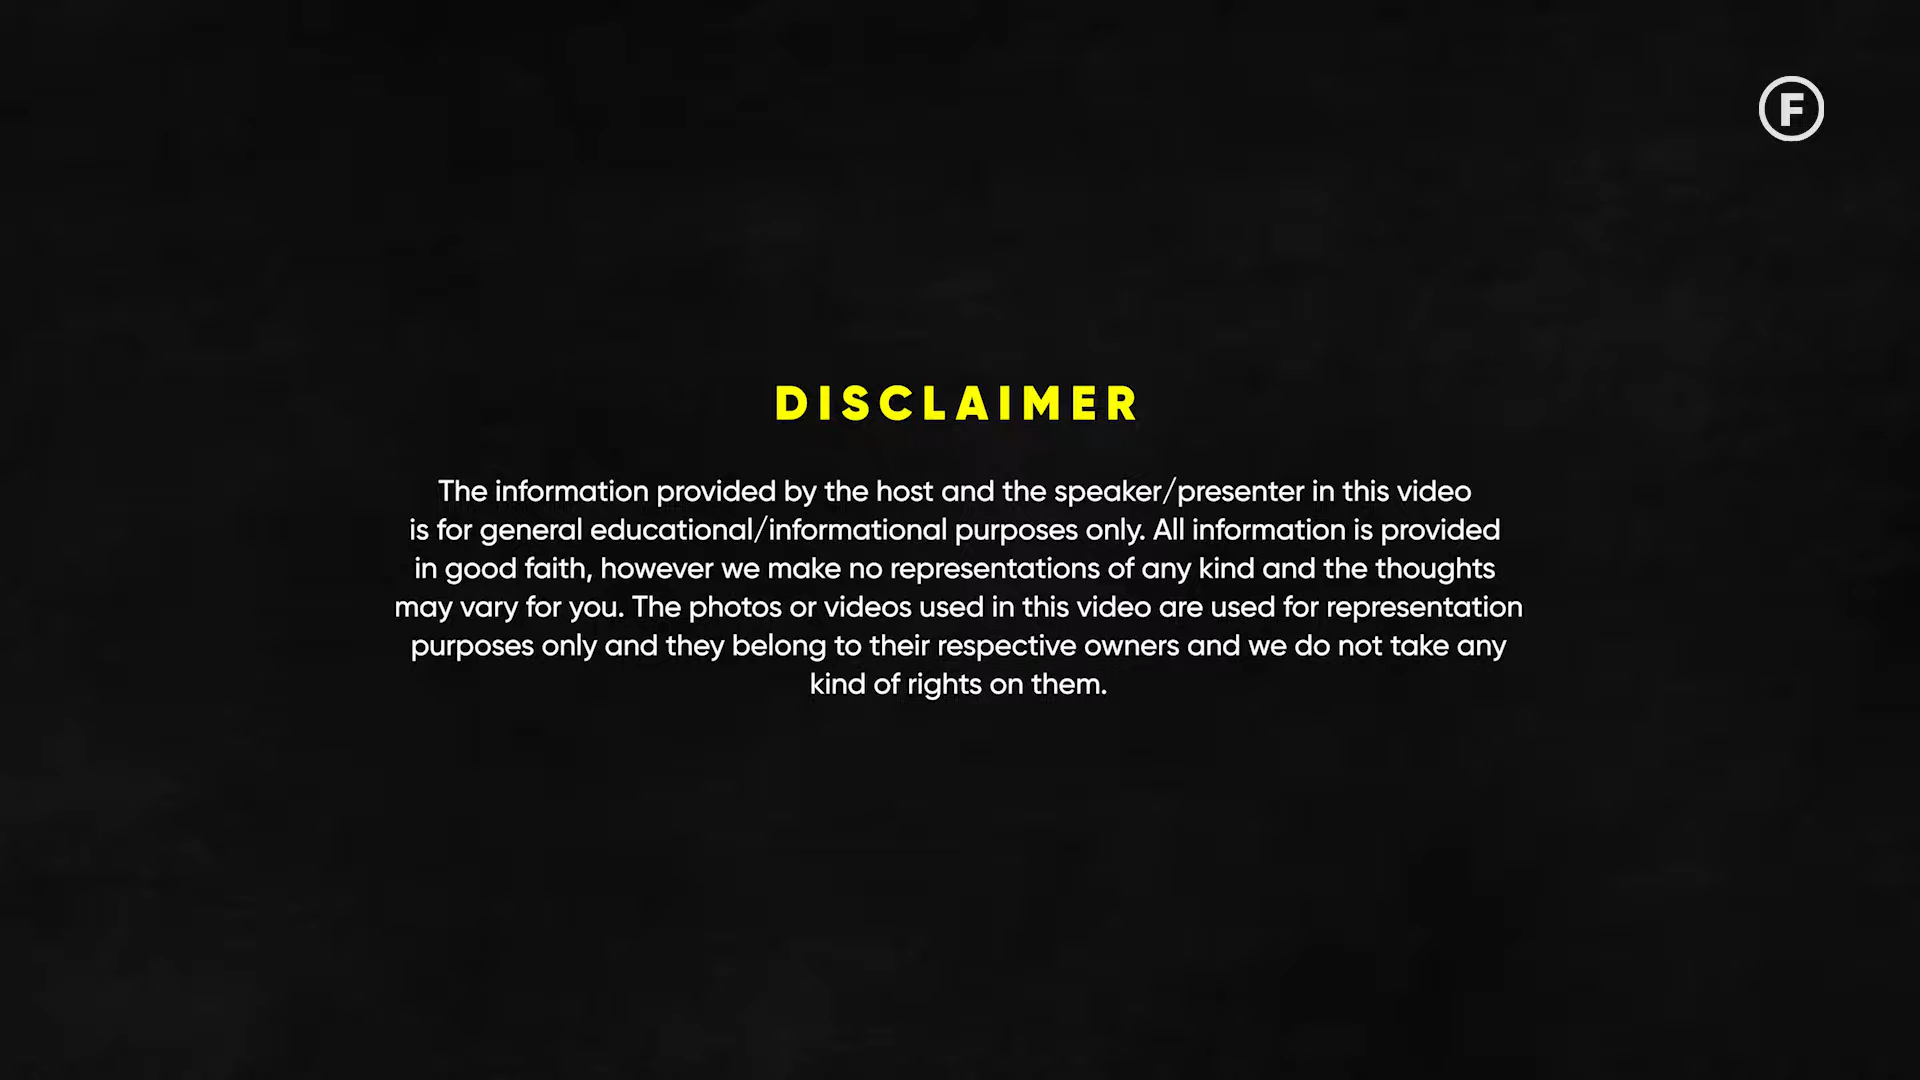 F
DISCLAIMER
The information provided by the host and the speaker/presenter in this video
is for general educational/informational purposes only. All information is provided
in good faith, however we make no representations of any kind and the thoughts
may vary for you. The photos or videos used in this video are used for representation
purposes only and they belong to their respective owners and we do not take any
kind of rights on them.